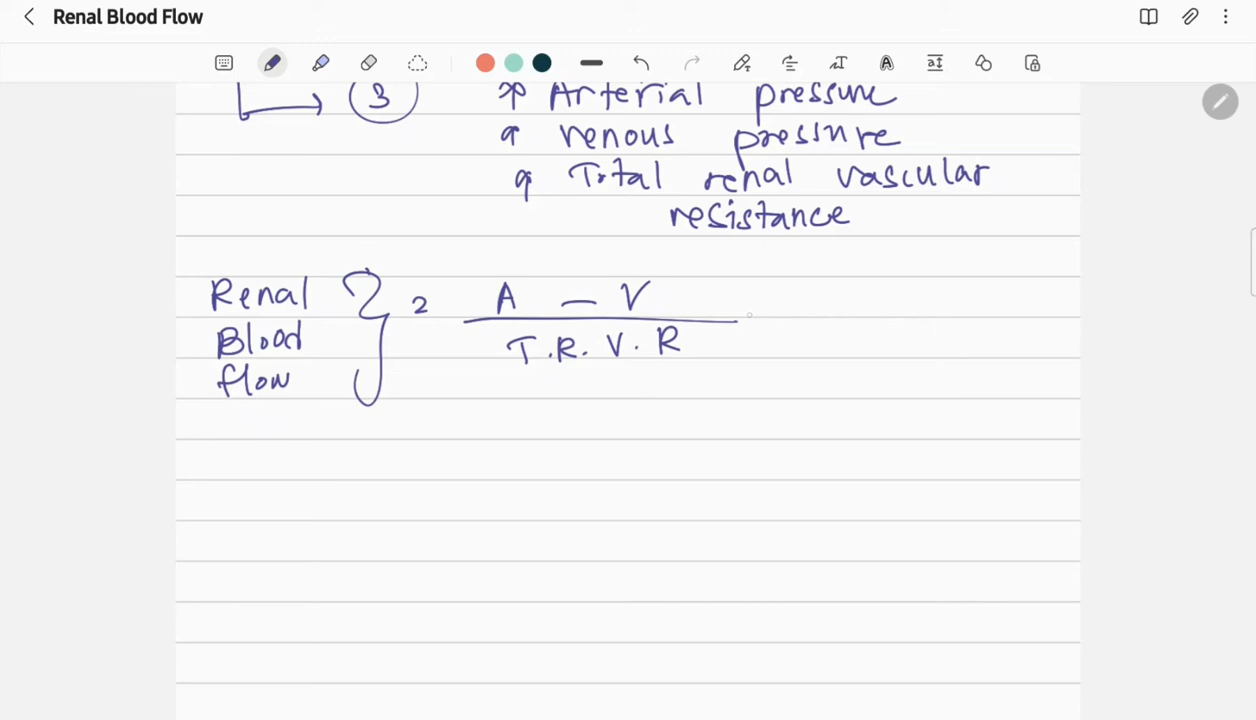 Renal Blood Flow
3 Arterial pressure
venous pressure
Total renal vascular
resistance
Renal } = A - V
Blood T.R.V.R
flow